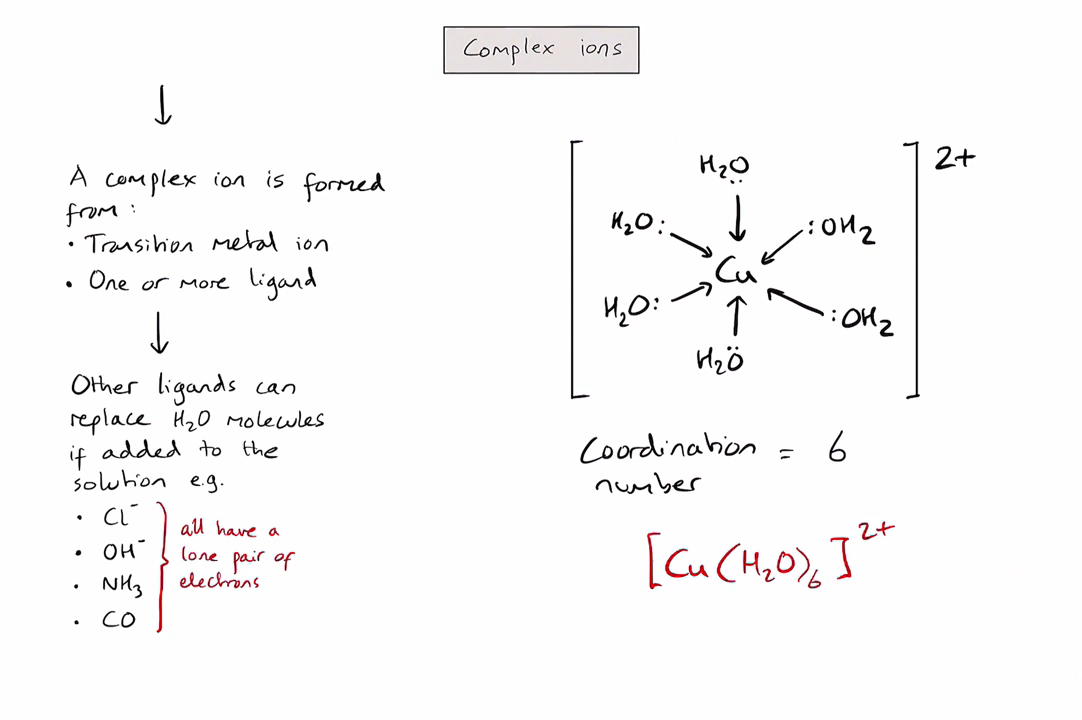 Complex ions
A complex ion is formed
from:
• Transition metal ion
• One or more ligand
Other ligands can
replace H₂O molecules
if added to the
solution e.g.
• Cl⁻
• OH⁻
• NH₃
• CO
all have a
lone pair of
electrons
2+
H₂O:
H₂O: :OH₂
Cu
H₂O: :OH₂
H₂O:
Coordination = 6
number
[Cu(H₂O)₆]²⁺